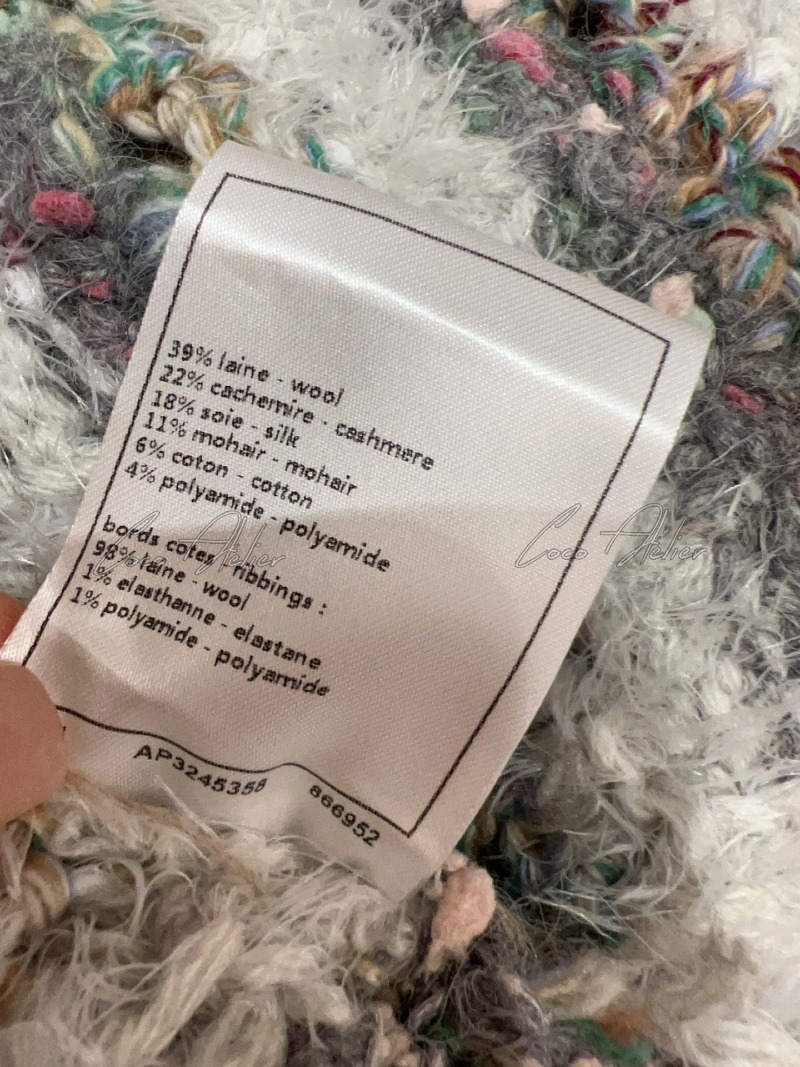 39% laine - wool
22% cachemire - cashmere
18% soie - silk
11% mohair - mohair
6% coton - cotton
4% polyamide - polyamide
bords cotes / ribbings :
98% laine - wool
1% elasthanne - elastane
1% polyamide - polyamide
AP3245358 866952
Coco Atelier
Coco Atelier